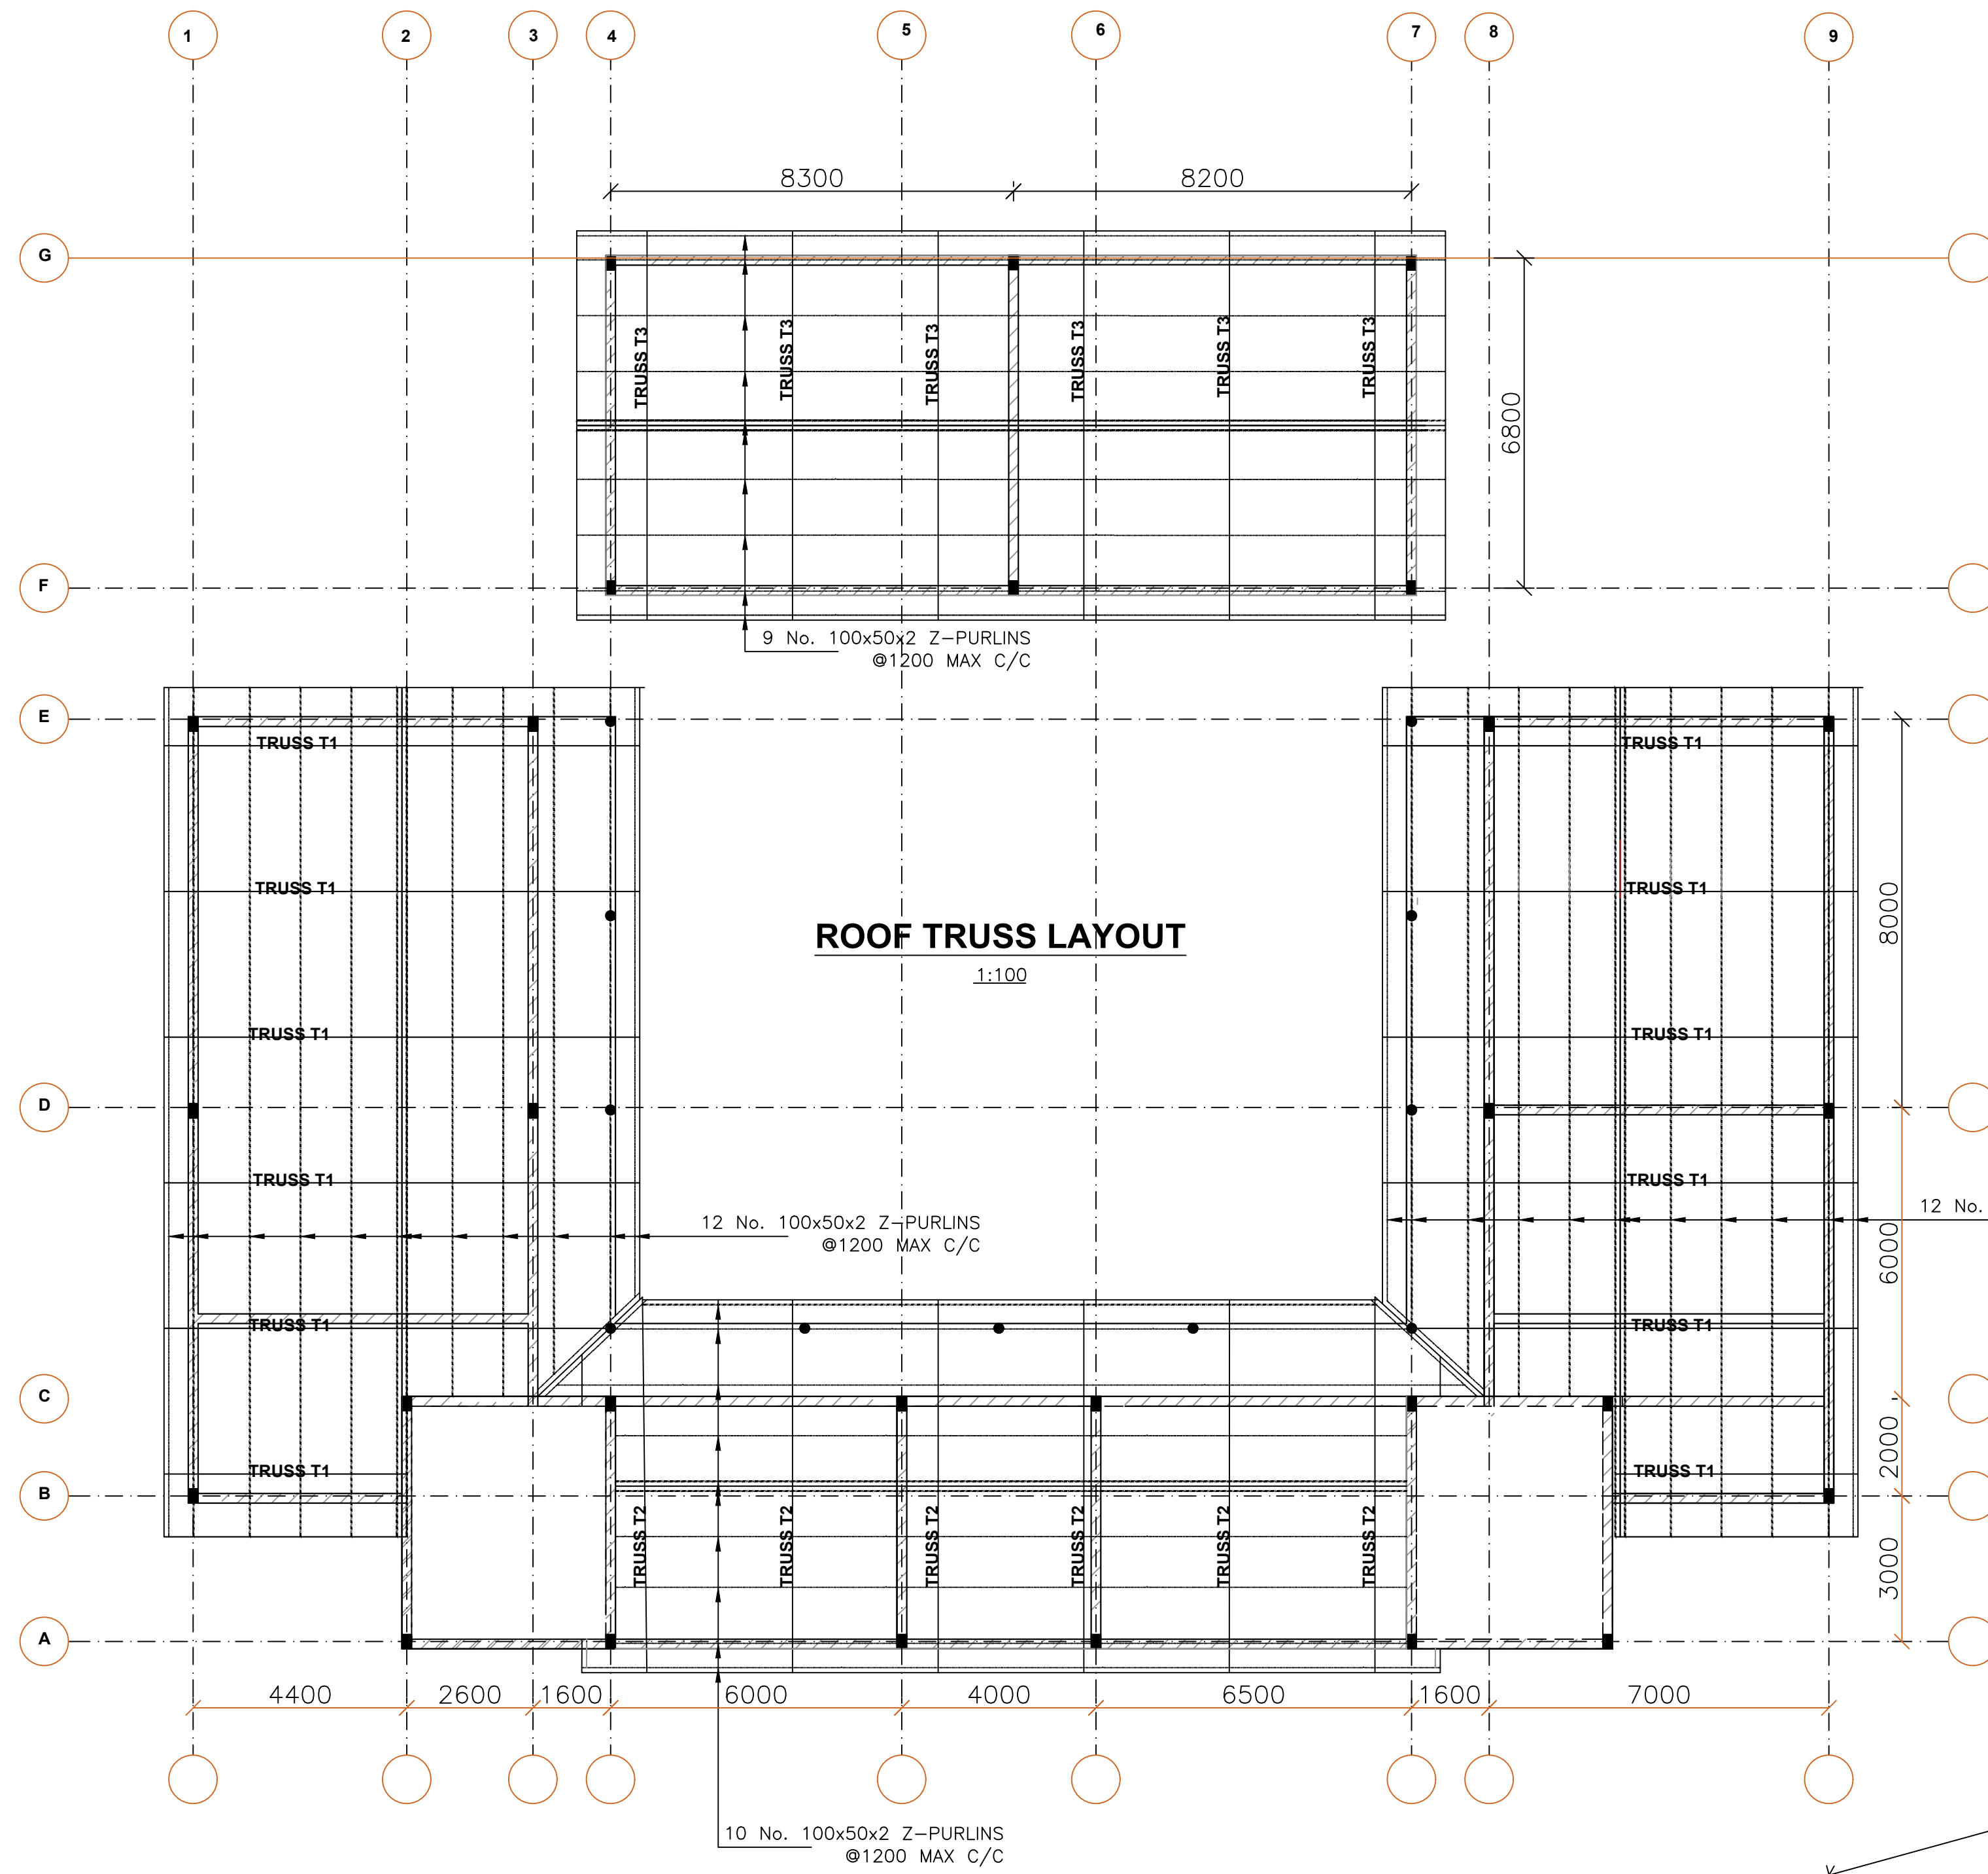 1 2 3 4 5 6 7 8 9
8300 8200
G
TRUSS T3 TRUSS T3 TRUSS T3 TRUSS T3 TRUSS T3 TRUSS T3
6800
F
9 No. 100x50x2 Z-PURLINS
@1200 MAX C/C
E
TRUSS T1 TRUSS T1
TRUSS T1 TRUSS T1
8000
ROOF TRUSS LAYOUT
1:100
TRUSS T1 TRUSS T1
D
TRUSS T1 TRUSS T1
12 No.
12 No. 100x50x2 Z-PURLINS
@1200 MAX C/C
6000
TRUSS T1 TRUSS T1
C
2000
TRUSS T1 TRUSS T1
B
TRUSS T2 TRUSS T2 TRUSS T2 TRUSS T2 TRUSS T2 TRUSS T2
3000
A
4400 2600 1600 6000 4000 6500 1600 7000
10 No. 100x50x2 Z-PURLINS
@1200 MAX C/C